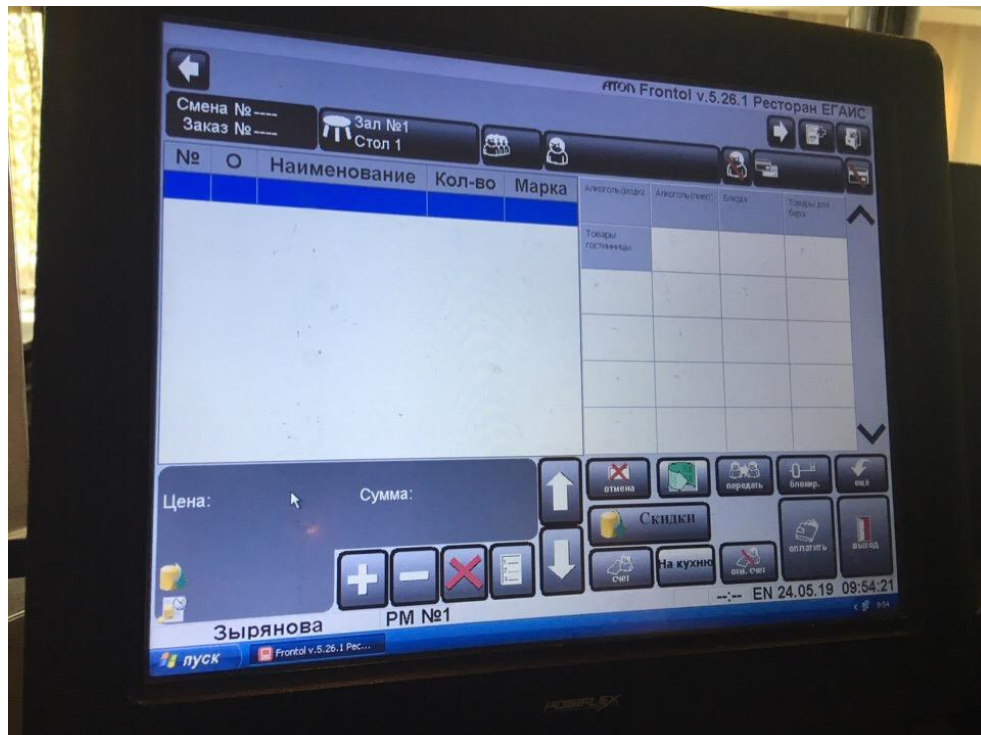 АТОЛ Frontol v.5.26.1 Ресторан ЕГАИС
Смена №----
Заказ №----
Зал №1
Стол 1
№ О Наименование Кол-во Марка
Алкоголь(водка) Алкоголь(пиво) Блюда Товары для бара
Товары гостинницы
Цена: Сумма:
отмена передать блокир. ещё
Скидки
счет На кухню отм. счет оплатить выход
--:-- EN 24.05.19 09:54:21
Зырянова РМ №1
пуск Frontol v.5.26.1 Рес... 9:54
POSIFLEX